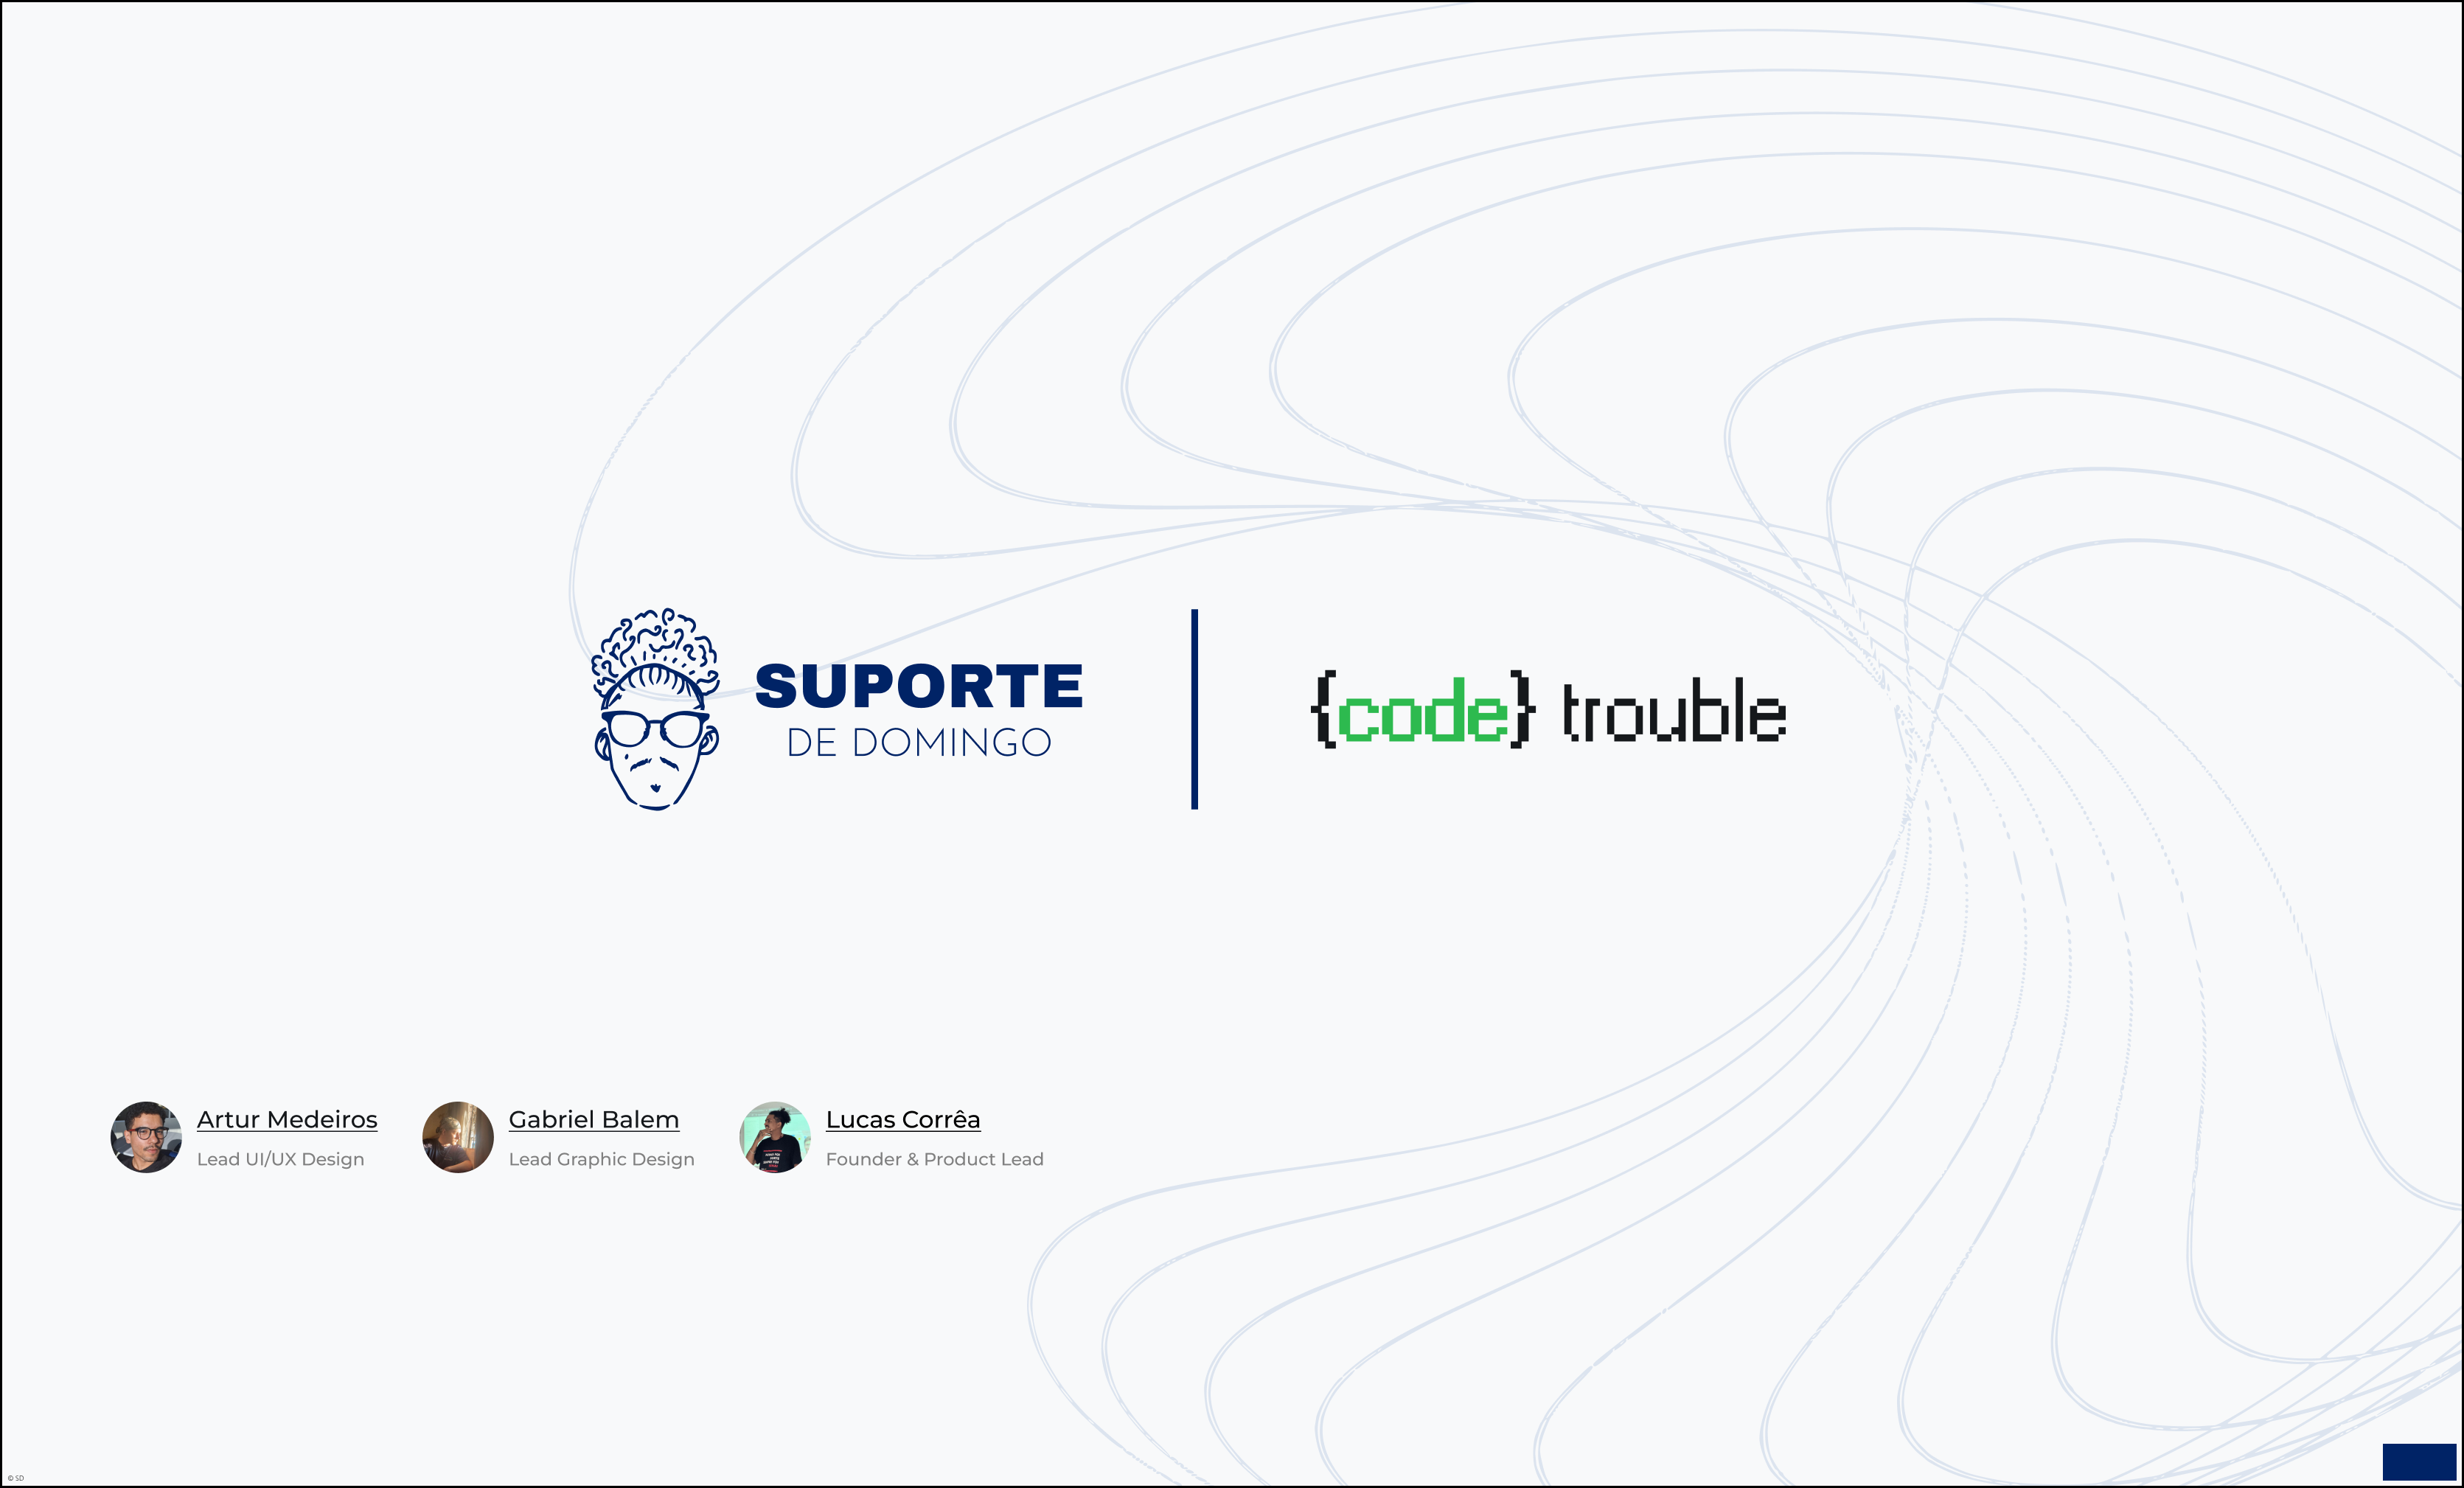 SUPORTE
DE DOMINGO
{code} trouble
Artur Medeiros
Lead UI/UX Design
Gabriel Balem
Lead Graphic Design
Lucas Corrêa
Founder & Product Lead
© SD